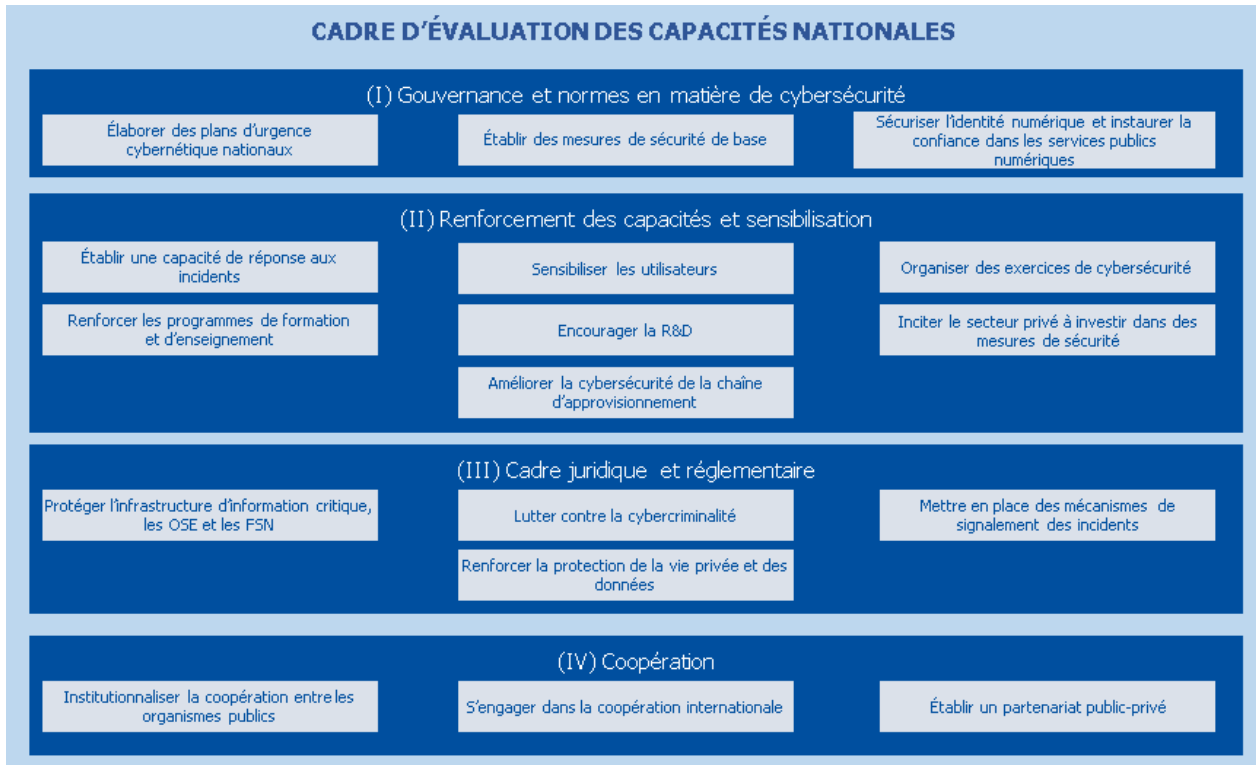 CADRE D'ÉVALUATION DES CAPACITÉS NATIONALES
(I) Gouvernance et normes en matière de cybersécurité
Élaborer des plans d'urgence
cybernétique nationaux
Établir des mesures de sécurité de base
Sécuriser l'identité numérique et instaurer la
confiance dans les services publics
numériques
(II) Renforcement des capacités et sensibilisation
Établir une capacité de réponse aux
incidents
Sensibiliser les utilisateurs
Organiser des exercices de cybersécurité
Renforcer les programmes de formation
et d'enseignement
Encourager la R&D
Inciter le secteur privé à investir dans des
mesures de sécurité
Améliorer la cybersécurité de la chaîne
d'approvisionnement
(III) Cadre juridique et réglementaire
Protéger l'infrastructure d'information critique,
les OSE et les FSN
Lutter contre la cybercriminalité
Mettre en place des mécanismes de
signalement des incidents
Renforcer la protection de la vie privée et des
données
(IV) Coopération
Institutionnaliser la coopération entre les
organismes publics
S'engager dans la coopération internationale
Établir un partenariat public-privé